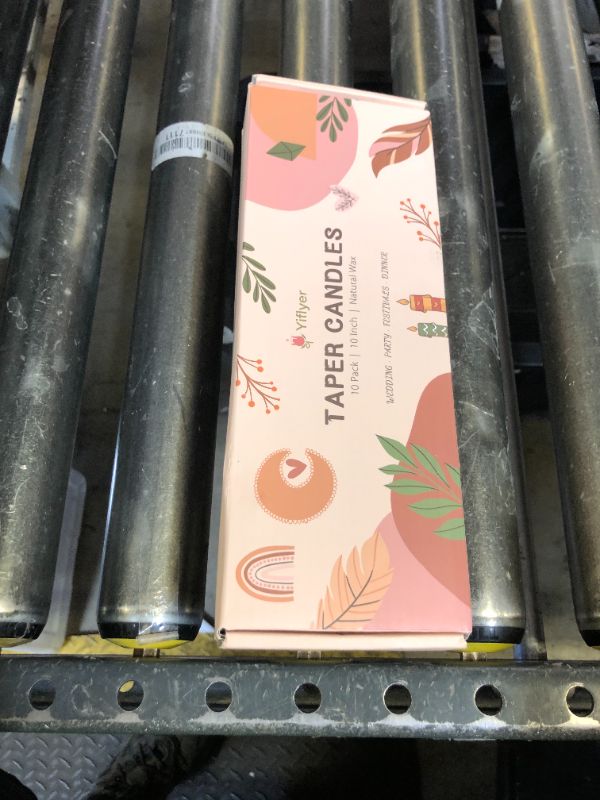 Yiflyer
TAPER CANDLES
10 Pack | 10 Inch | Natural Wax
WEDDING PARTY FESTIVALS DINNER